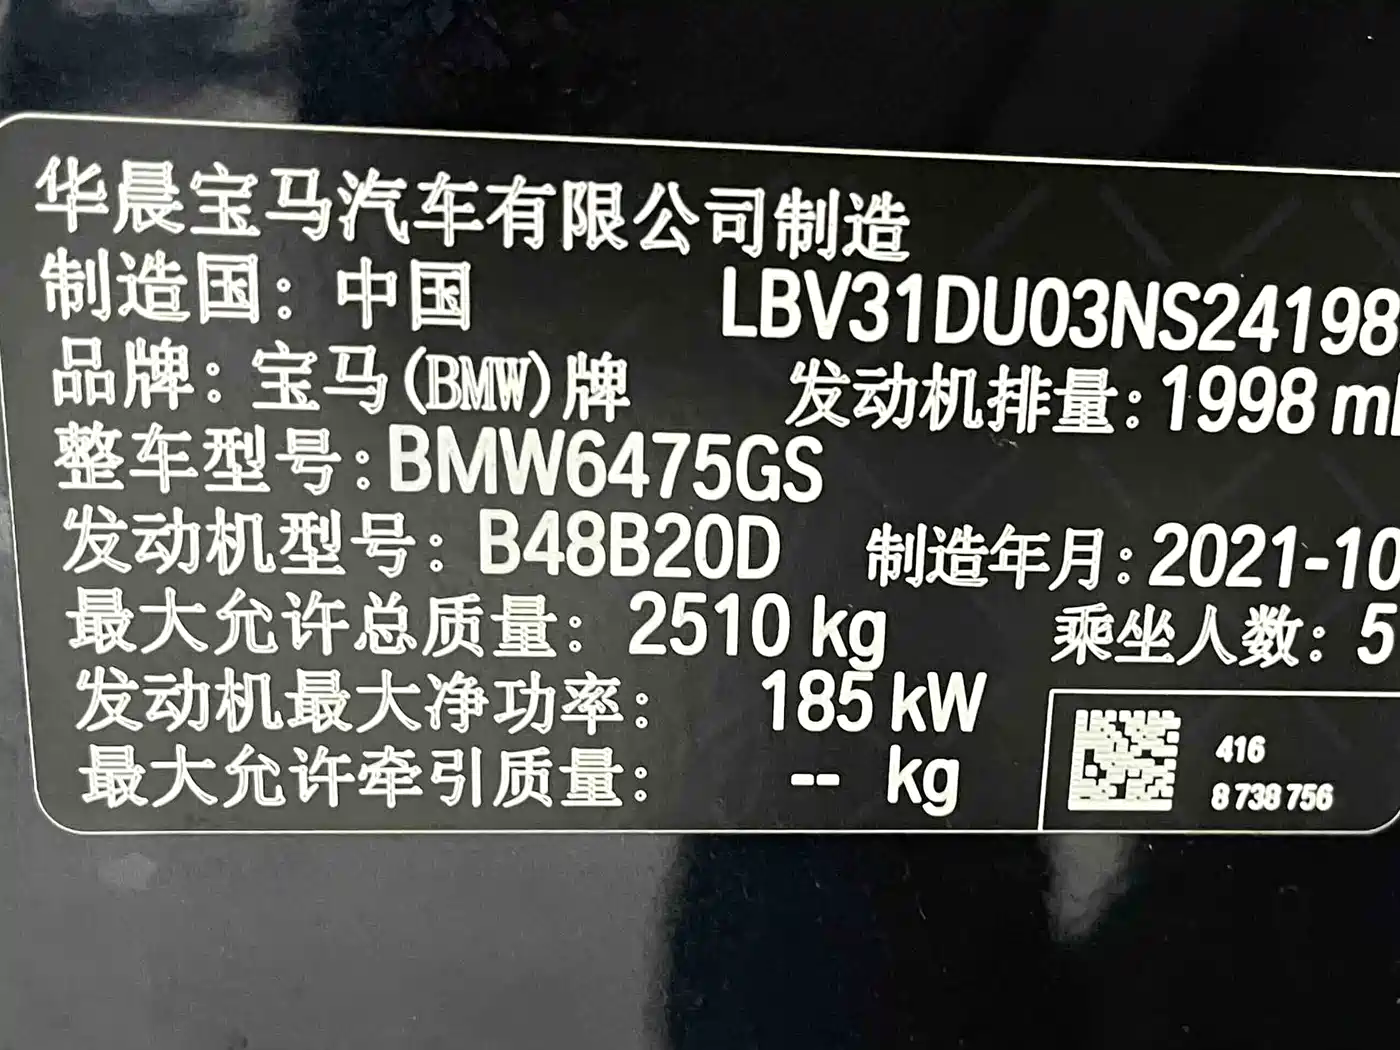 华晨宝马汽车有限公司制造
制造国：中国 LBV31DU03NS24198
品牌：宝马(BMW)牌 发动机排量：1998 ml
整车型号：BMW6475GS
发动机型号：B48B20D 制造年月：2021-10
最大允许总质量：2510 kg 乘坐人数：5
发动机最大净功率：185 kW
最大允许牵引质量：-- kg
416
8 738 756